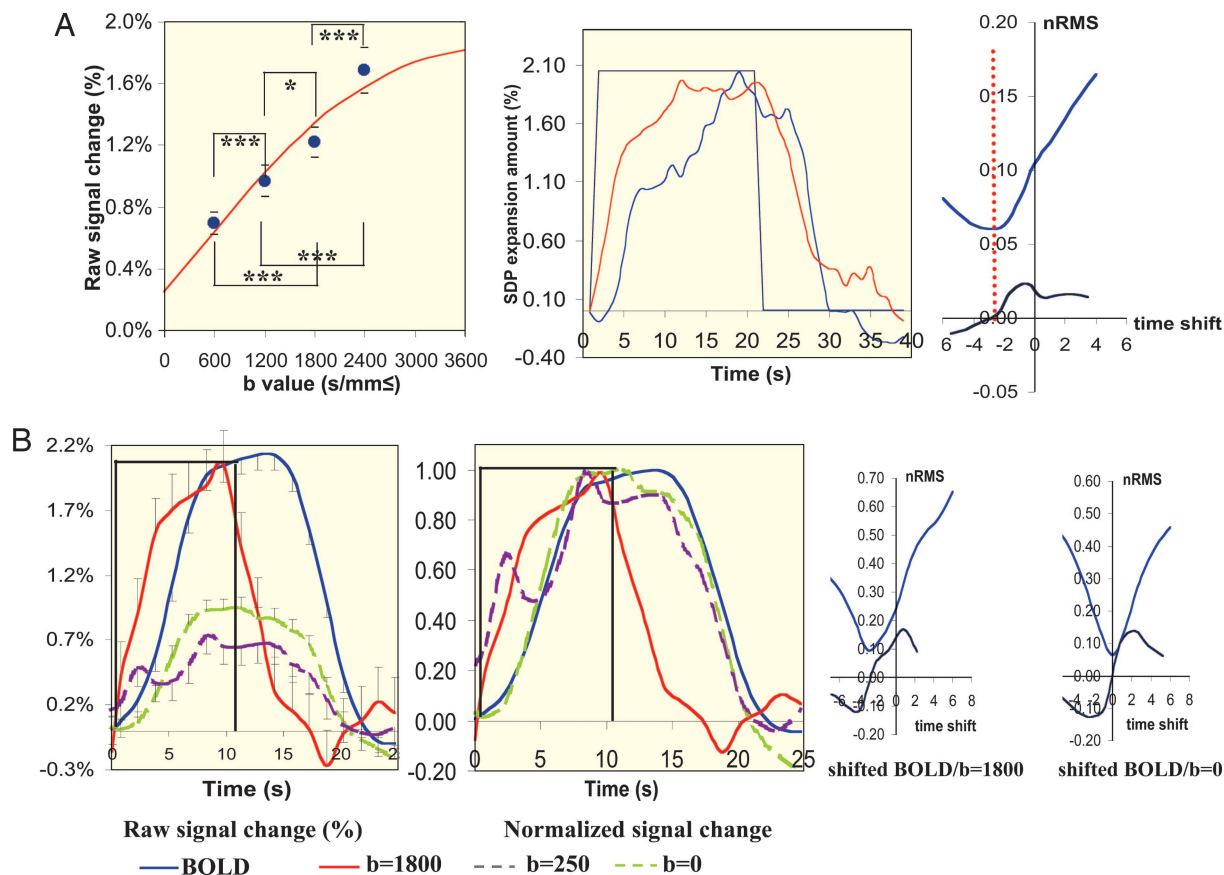 A
2.0%
1.6%
1.2%
0.8%
0.4%
0.0%
Raw signal change (%)
***
*
***
***
***
0 600 1200 1800 2400 3000 3600
b value (s/mm≤)
2.10
1.60
1.10
0.60
0.10
-0.40
SDP expansion amount (%)
0 5 10 15 20 25 30 35 40
Time (s)
0.20
0.15
0.10
0.05
0.00
-0.05
nRMS
time shift
6 -4 -2 0 2 4 6
B
2.2%
1.7%
1.2%
0.7%
0.2%
-0.3%
0 5 10 15 20 25
Time (s)
Raw signal change (%)
1.00
0.80
0.60
0.40
0.20
0.00
-0.20
0 5 10 15 20 25
Time (s)
Normalized signal change
0.70
0.60
0.50
0.40
0.30
0.20
0.10
0.00
-0.10
-0.20
nRMS
-6 -4 -2 0 2 4 6 8
time shift
shifted BOLD/b=1800
0.60
0.50
0.40
0.30
0.20
0.10
0.00
-0.10
-0.20
nRMS
-4 -2 0 2 4 6 8
time shift
shifted BOLD/b=0
BOLD b=1800 b=250 b=0